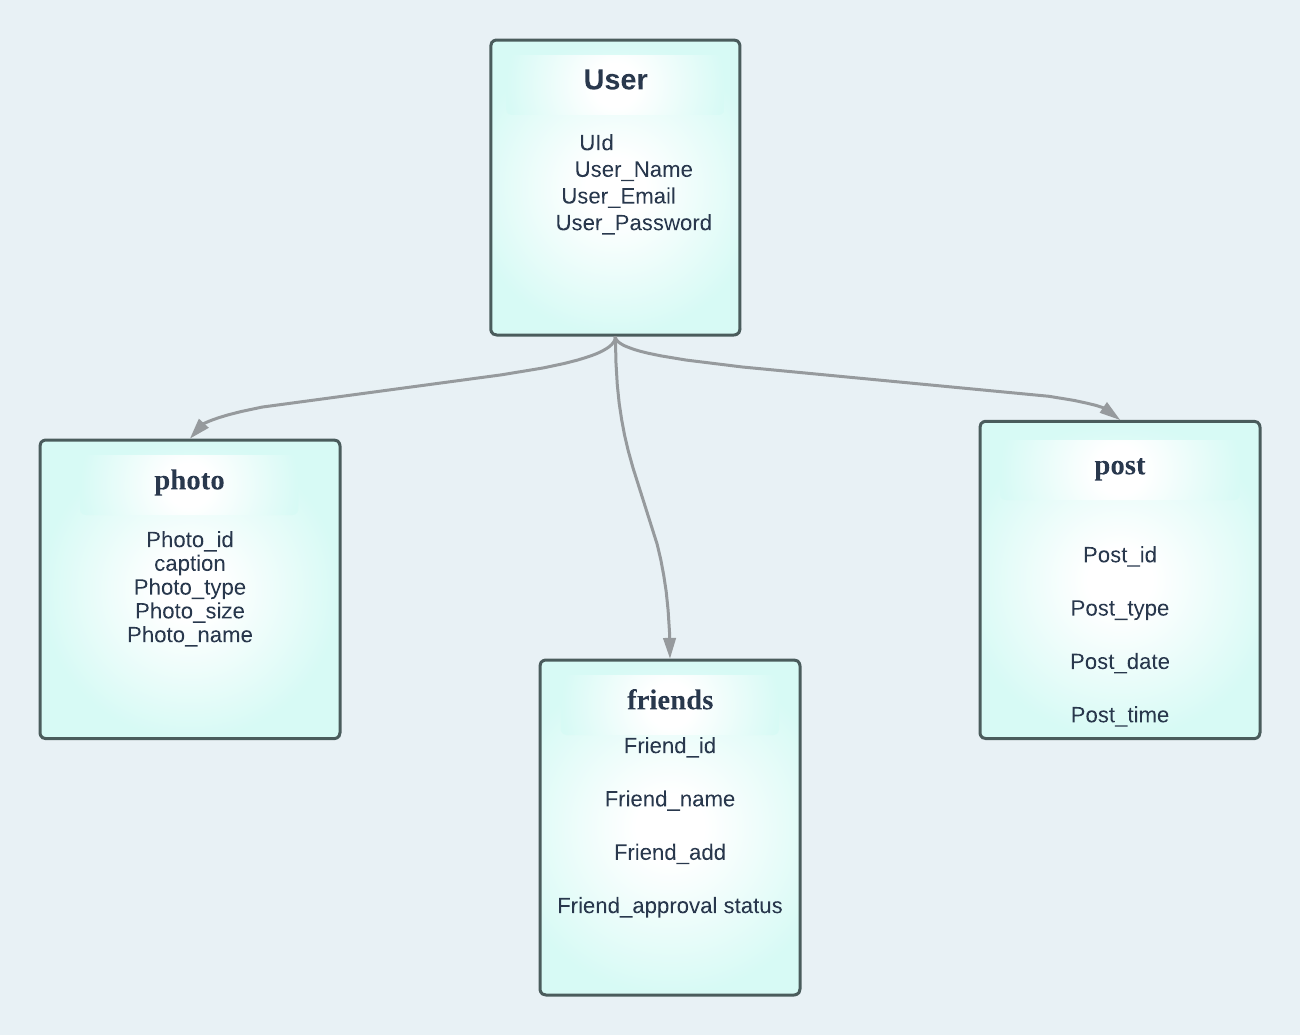 User
UId
User_Name
User_Email
User_Password
photo
Photo_id
caption
Photo_type
Photo_size
Photo_name
friends
Friend_id
Friend_name
Friend_add
Friend_approval status
post
Post_id
Post_type
Post_date
Post_time